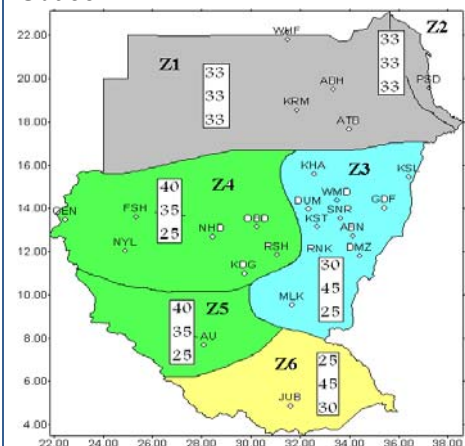 22.00
20.00
18.00
16.00
14.00
12.00
10.00
8.00
6.00
4.00
WHF
Z2
Z1
33
33
33
33
33
33
ABH
PSD
KRM
ATB
KHA
KSL
Z3
Z4
40
35
25
GEN
FSH
NYL
NHD
OBD
RSH
KDG
DUM
WMD
GDF
SNR
KST
ABN
RNK
DMZ
MLK
30
45
25
Z5
40
35
25
AU
Z6
25
45
30
JUB
22.00 24.00 26.00 28.00 30.00 32.00 34.00 36.00 38.00